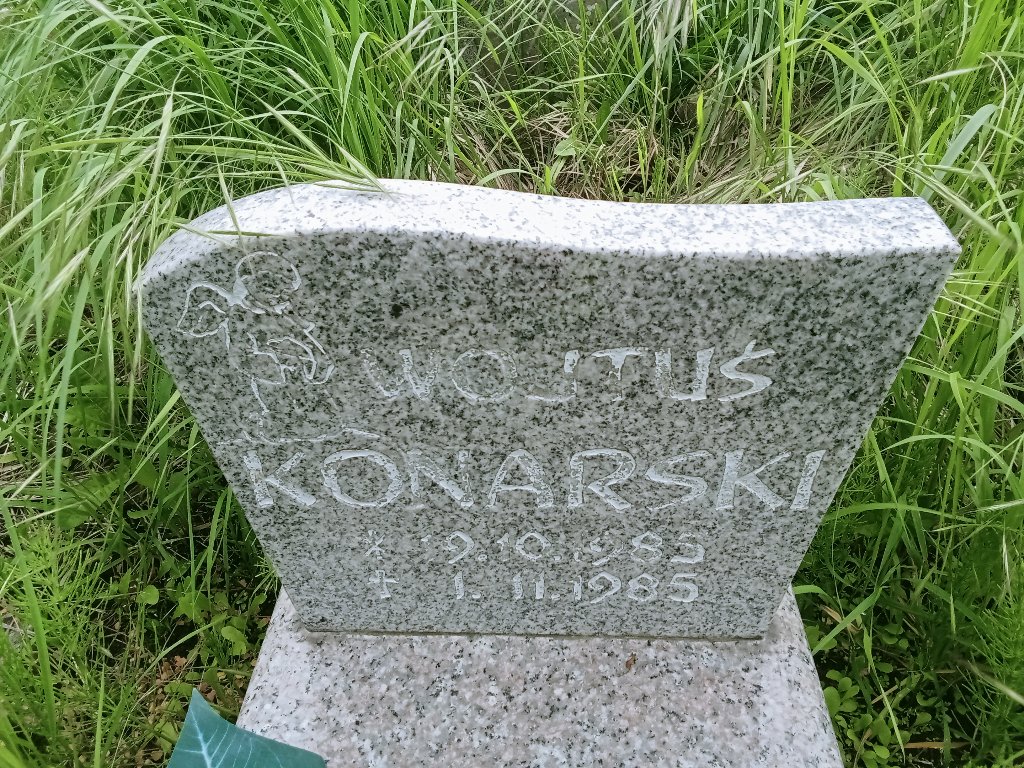 WOJTUŚ
KONARSKI
* 19.10.1985
† 1.11.1985